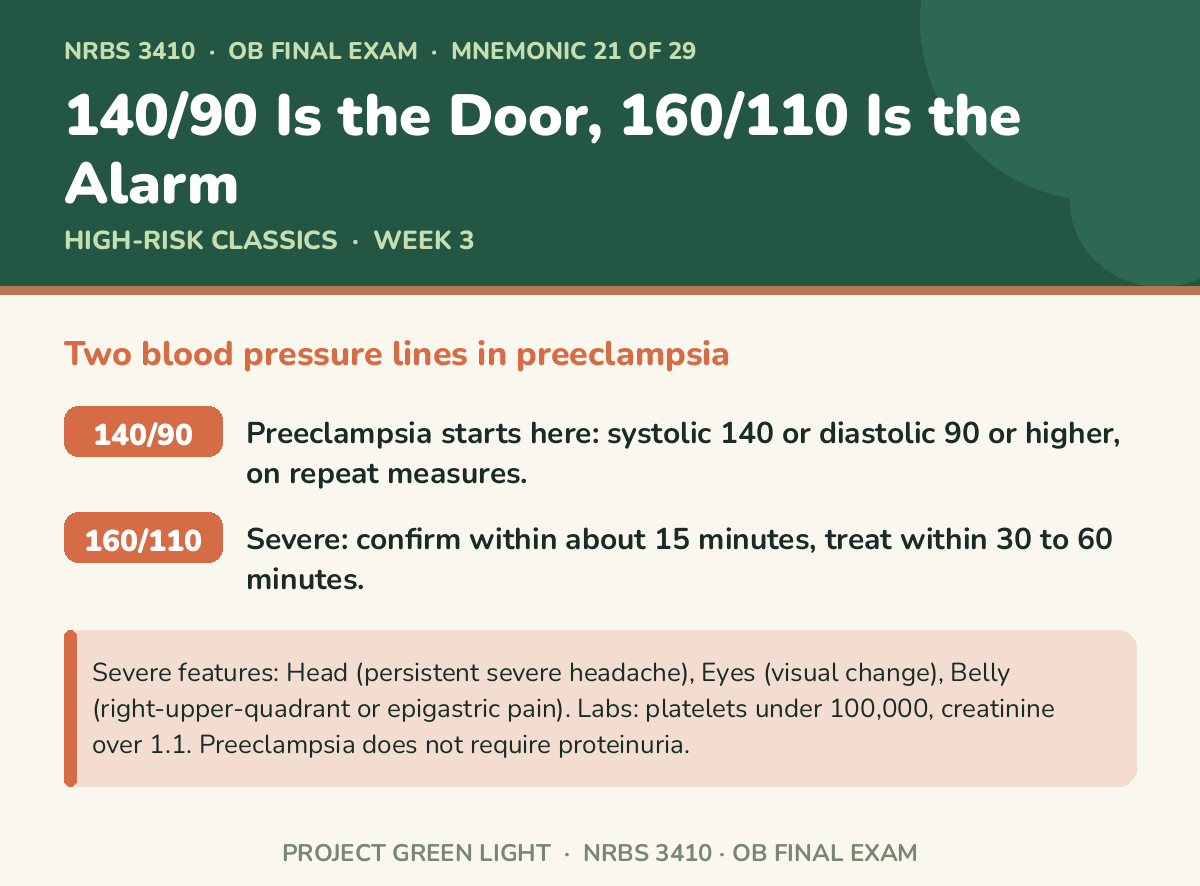 NRBS 3410 · OB FINAL EXAM · MNEMONIC 21 OF 29
140/90 Is the Door, 160/110 Is the
Alarm
HIGH-RISK CLASSICS · WEEK 3
Two blood pressure lines in preeclampsia
140/90
Preeclampsia starts here: systolic 140 or diastolic 90 or higher,
on repeat measures.
160/110
Severe: confirm within about 15 minutes, treat within 30 to 60
minutes.
Severe features: Head (persistent severe headache), Eyes (visual change), Belly
(right-upper-quadrant or epigastric pain). Labs: platelets under 100,000, creatinine
over 1.1. Preeclampsia does not require proteinuria.
PROJECT GREEN LIGHT · NRBS 3410 · OB FINAL EXAM